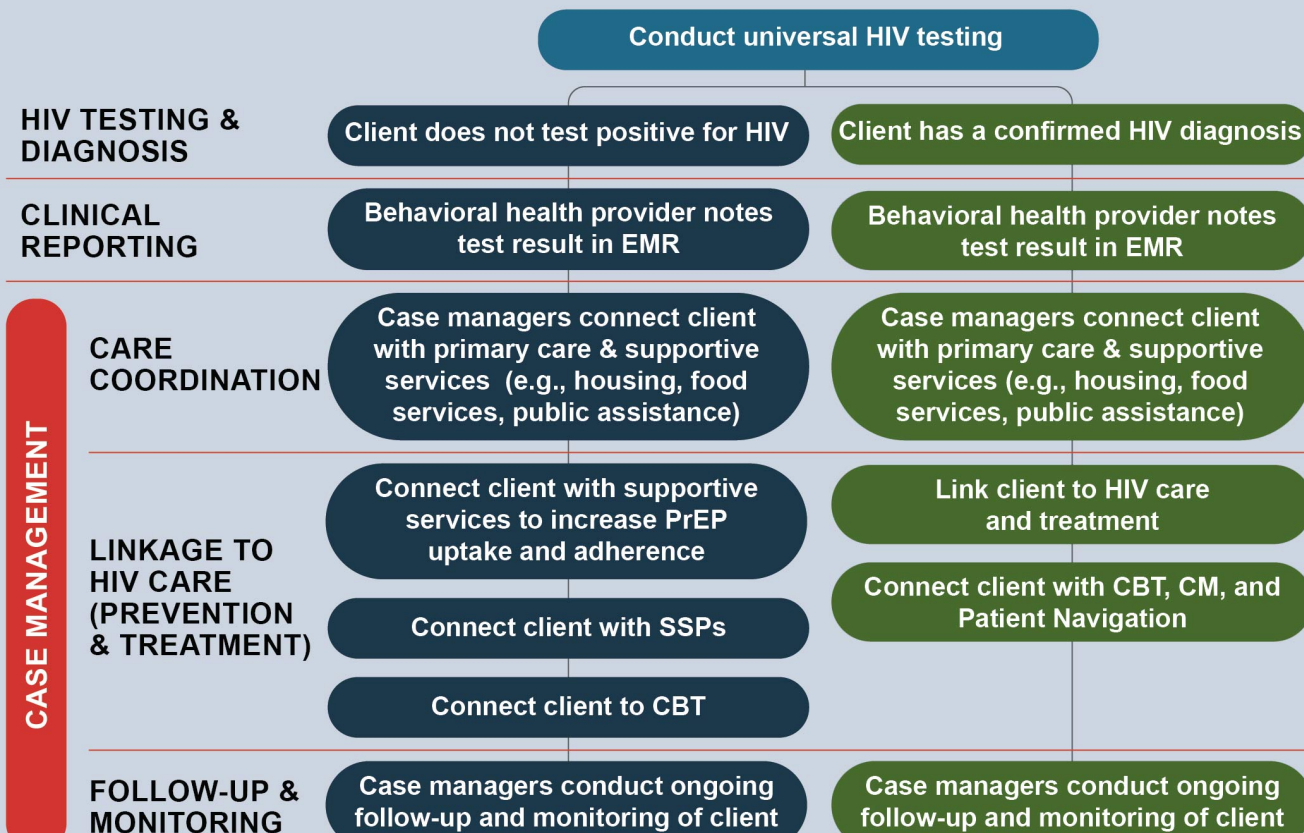 Conduct universal HIV testing
HIV TESTING &
DIAGNOSIS
Client does not test positive for HIV
Client has a confirmed HIV diagnosis
CLINICAL
REPORTING
Behavioral health provider notes
test result in EMR
Behavioral health provider notes
test result in EMR
CASE MANAGEMENT
CARE
COORDINATION
Case managers connect client
with primary care & supportive
services (e.g., housing, food
services, public assistance)
Case managers connect client
with primary care & supportive
services (e.g., housing, food
services, public assistance)
LINKAGE TO
HIV CARE
(PREVENTION
& TREATMENT)
Connect client with supportive
services to increase PrEP
uptake and adherence
Connect client with SSPs
Connect client to CBT
Link client to HIV care
and treatment
Connect client with CBT, CM, and
Patient Navigation
FOLLOW-UP &
MONITORING
Case managers conduct ongoing
follow-up and monitoring of client
Case managers conduct ongoing
follow-up and monitoring of client